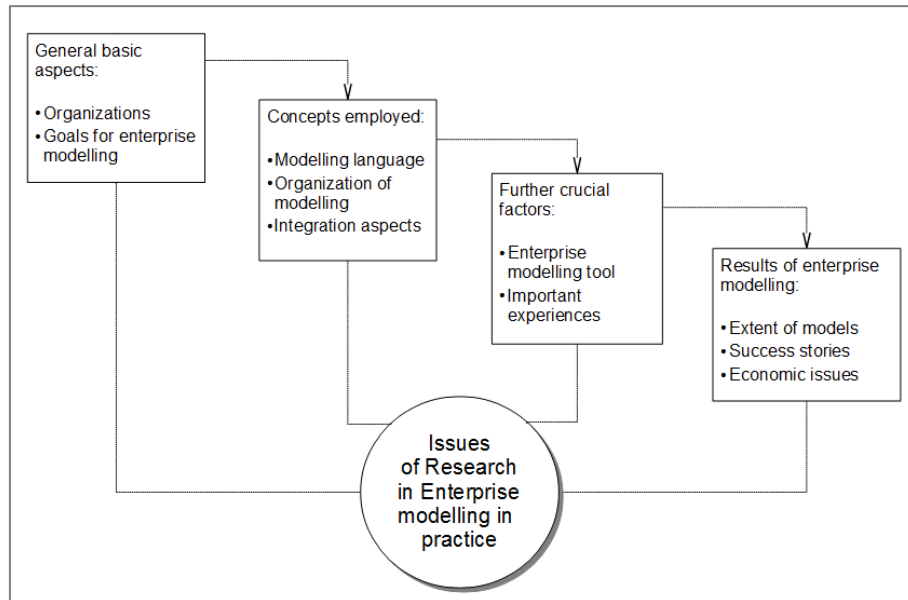 General basic
aspects:
•Organizations
•Goals for enterprise
modelling
Concepts employed:
•Modelling language
•Organization of
modelling
•Integration aspects
Further crucial
factors:
•Enterprise
modelling tool
•Important
experiences
Results of enterprise
modelling:
•Extent of models
•Success stories
•Economic issues
Issues
of Research
in Enterprise
modelling in
practice